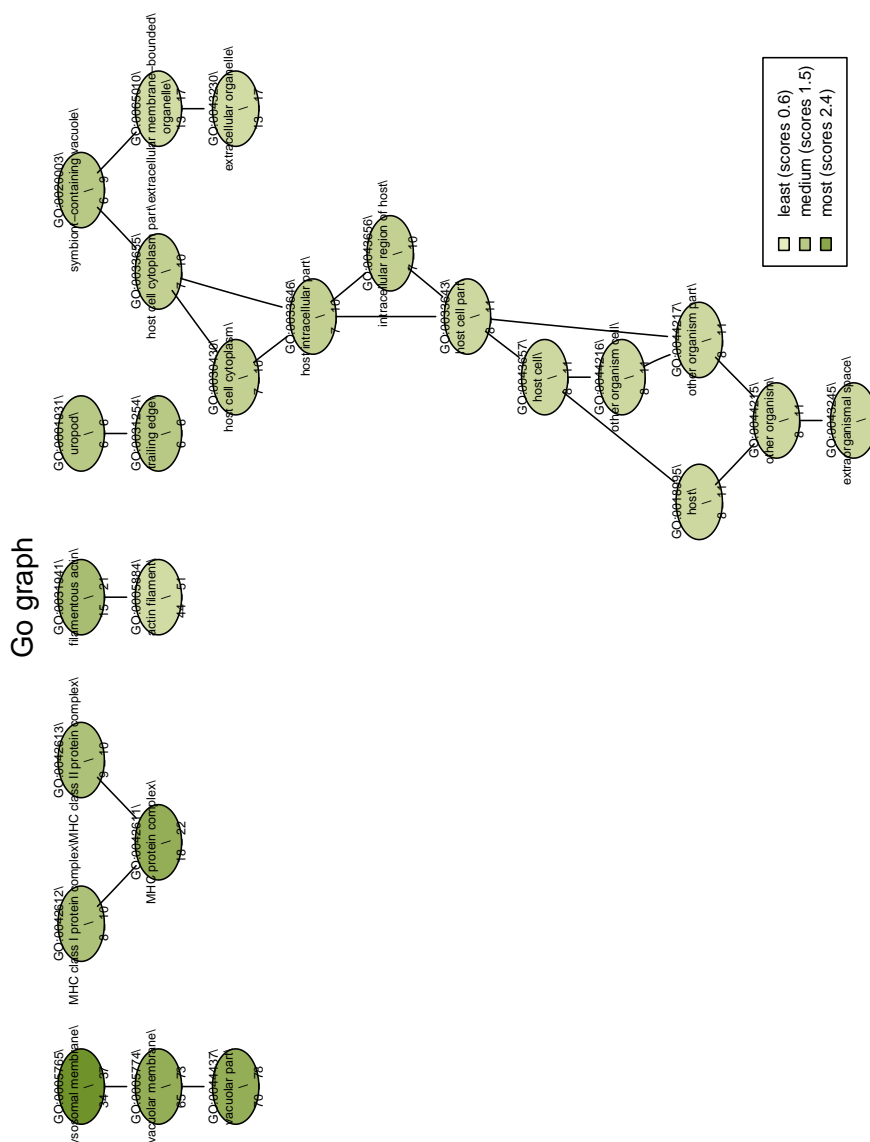 Go graph
GO:0020003\
symbiont−containing vacuole\
6 / 9
GO:0065010\
extracellular membrane−bounded\
organelle\
13 / 17
GO:0043230\
extracellular organelle\
13 / 17
GO:0033655\
host cell cytoplasm part\
7 / 10
GO:0030430\
host cell cytoplasm\
7 / 10
GO:0033646\
host intracellular part\
7 / 10
GO:0043656\
intracellular region of host\
7 / 10
GO:0033643\
host cell part\
8 / 11
GO:0043657\
host cell\
8 / 11
GO:0044216\
other organism cell\
8 / 11
GO:0044217\
other organism part\
8 / 11
GO:0018995\
host\
8 / 11
GO:0044215\
other organism\
8 / 11
GO:0043245\
extraorganismal space\
GO:0001931\
uropod\
6 / 6
GO:0031254\
trailing edge\
6 / 6
GO:0031941\
filamentous actin\
15 / 21
GO:0005884\
actin filament\
44 / 51
GO:0042613\
MHC class II protein complex\
9 / 10
GO:0042612\
MHC class I protein complex\
8 / 10
GO:0042611\
MHC protein complex\
18 / 22
GO:0005765\
ysosomal membrane\
34 / 37
GO:0005774\
vacuolar membrane\
65 / 73
GO:0044437\
vacuolar part\
70 / 78
least (scores 0.6)
medium (scores 1.5)
most (scores 2.4)